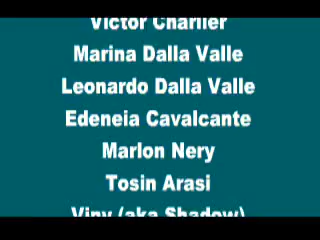 Victor Charlier
Marina Dalla Valle
Leonardo Dalla Valle
Edeneia Cavalcante
Marlon Nery
Tosin Arasi
Viny (aka Shadow)